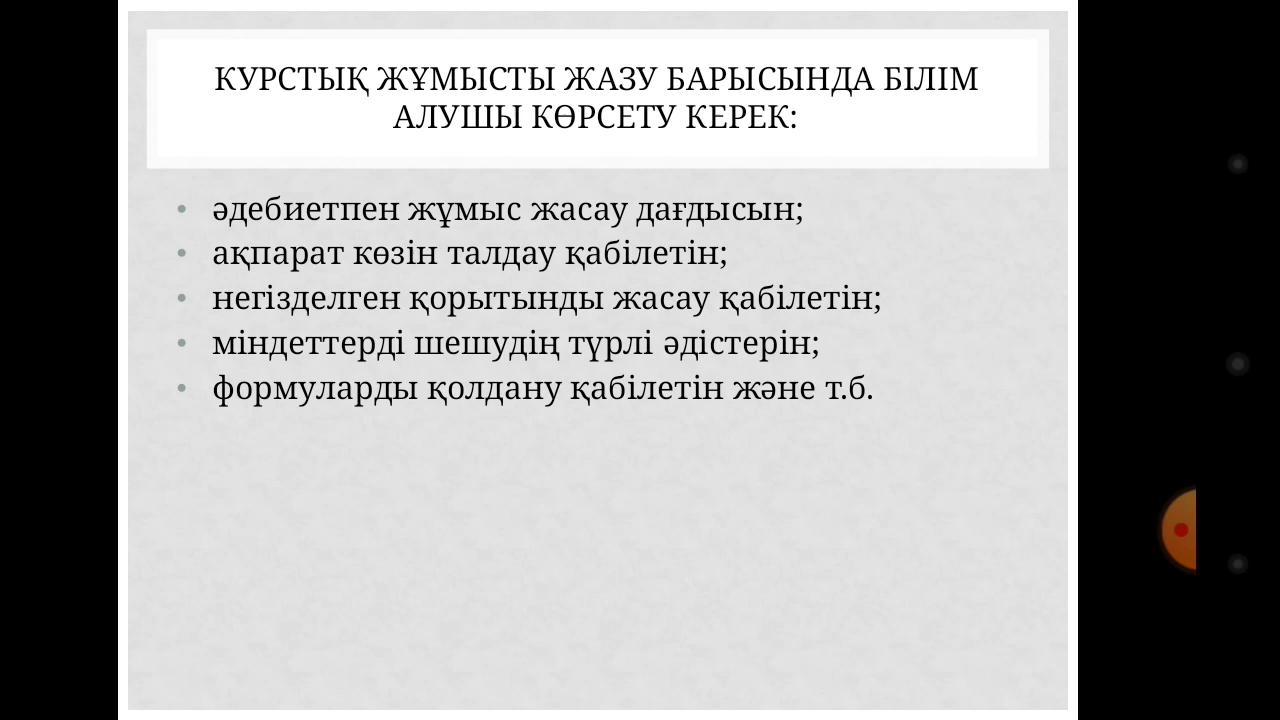 КУРСТЫҚ ЖҰМЫСТЫ ЖАЗУ БАРЫСЫНДА БІЛІМ
АЛУШЫ КӨРСЕТУ КЕРЕК:
• әдебиетпен жұмыс жасау дағдысын;
• ақпарат көзін талдау қабілетін;
• негізделген қорытынды жасау қабілетін;
• міндеттерді шешудің түрлі әдістерін;
• формуларды қолдану қабілетін және т.б.